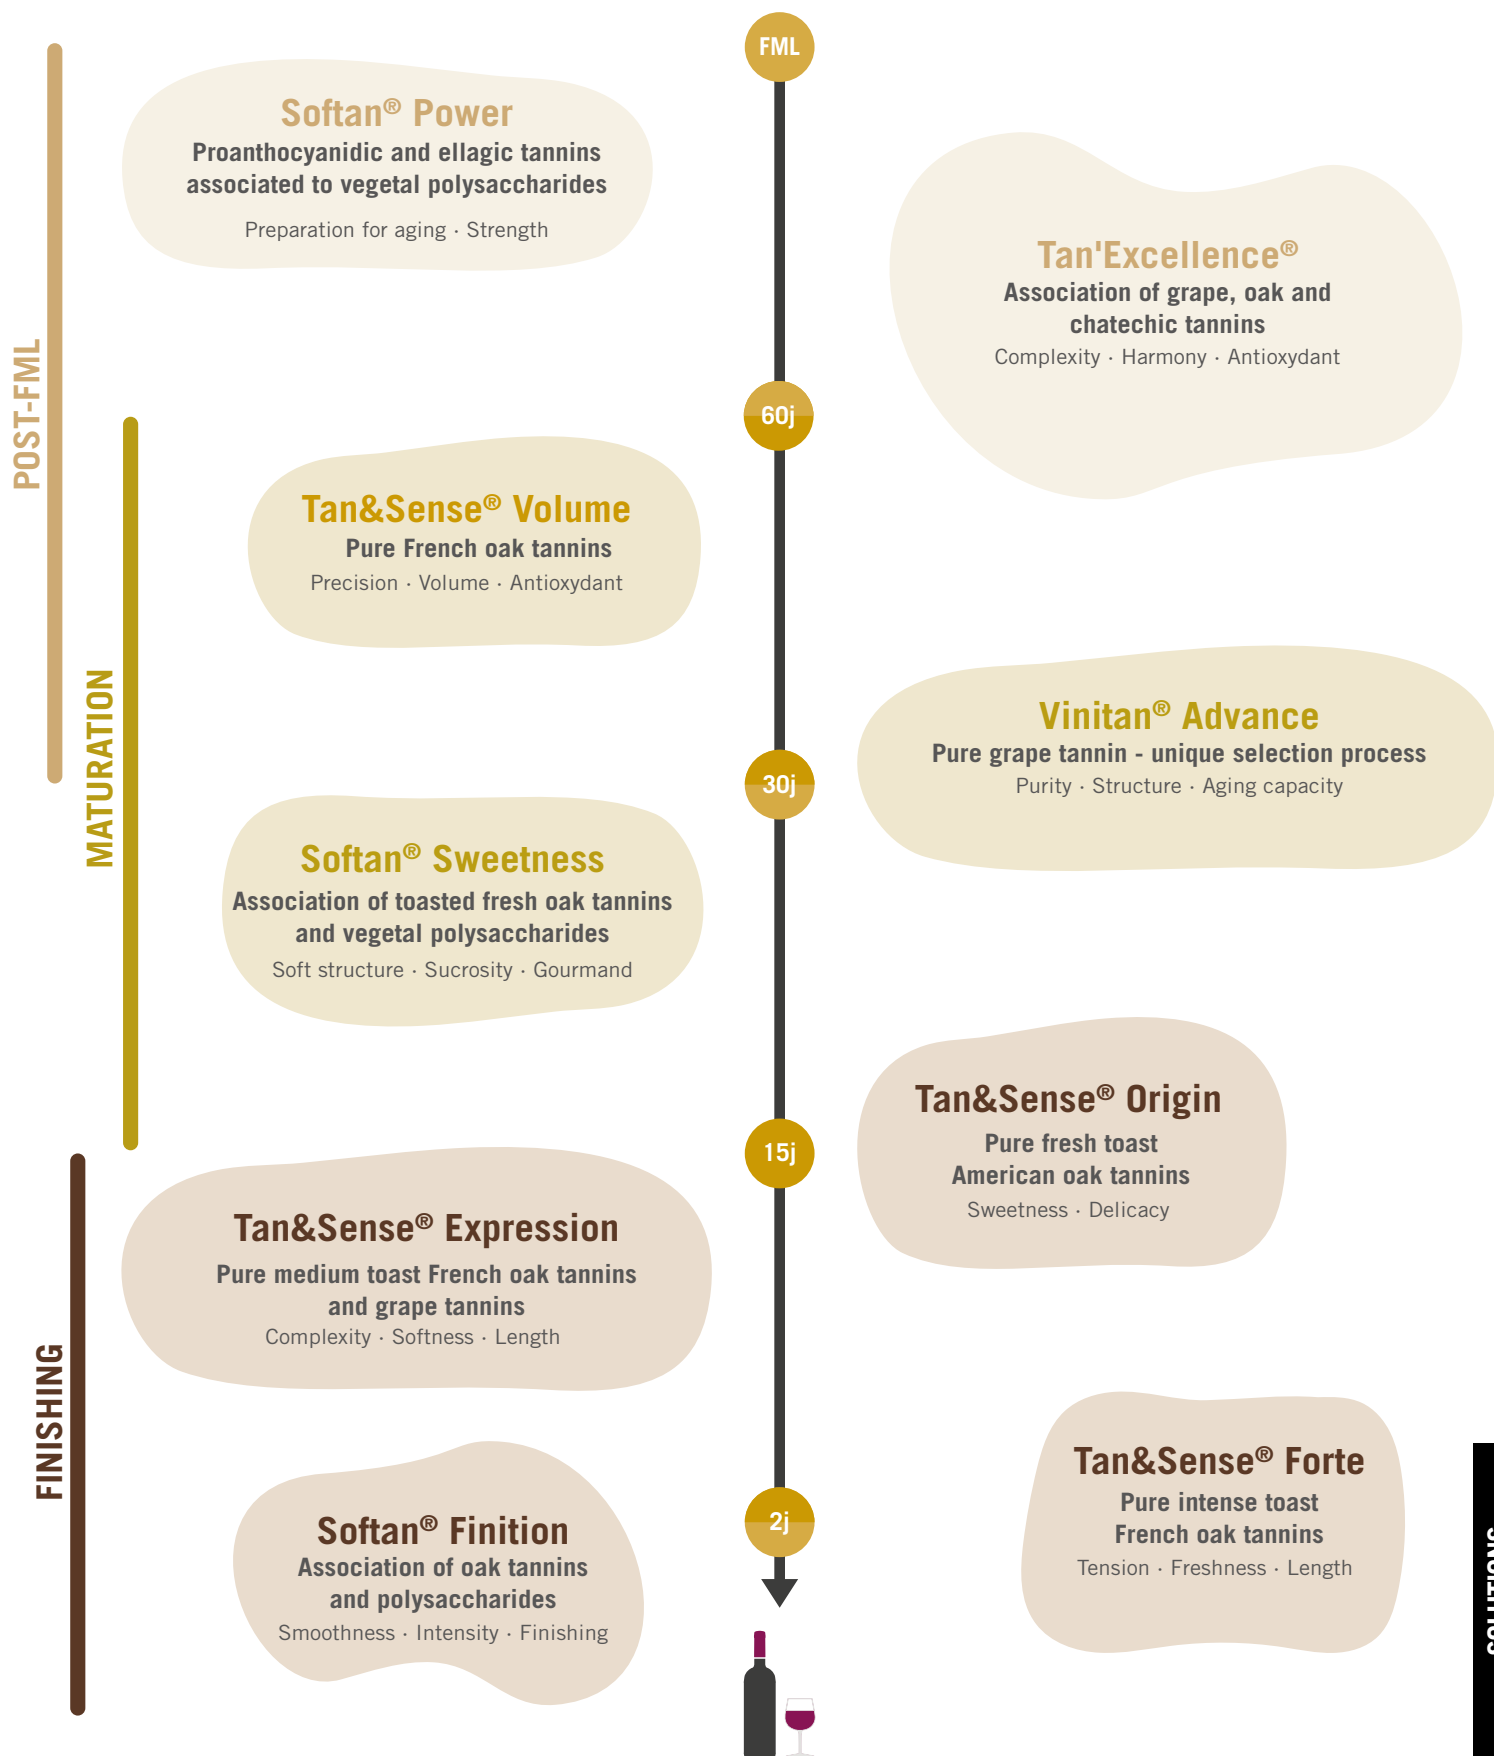 FML
Softan® Power
Proanthocyanidic and ellagic tannins
associated to vegetal polysaccharides
Preparation for aging · Strength
Tan'Excellence®
Association of grape, oak and
chatechic tannins
Complexity · Harmony · Antioxydant
POST-FML
60j
Tan&Sense® Volume
Pure French oak tannins
Precision · Volume · Antioxydant
MATURATION
Vinitan® Advance
Pure grape tannin - unique selection process
Purity · Structure · Aging capacity
30j
Softan® Sweetness
Association of toasted fresh oak tannins
and vegetal polysaccharides
Soft structure · Sucrosity · Gourmand
Tan&Sense® Origin
Pure fresh toast
American oak tannins
Sweetness · Delicacy
15j
Tan&Sense® Expression
Pure medium toast French oak tannins
and grape tannins
Complexity · Softness · Length
FINISHING
Tan&Sense® Forte
Pure intense toast
French oak tannins
Tension · Freshness · Length
2j
Softan® Finition
Association of oak tannins
and polysaccharides
Smoothness · Intensity · Finishing
SOLUTIONS